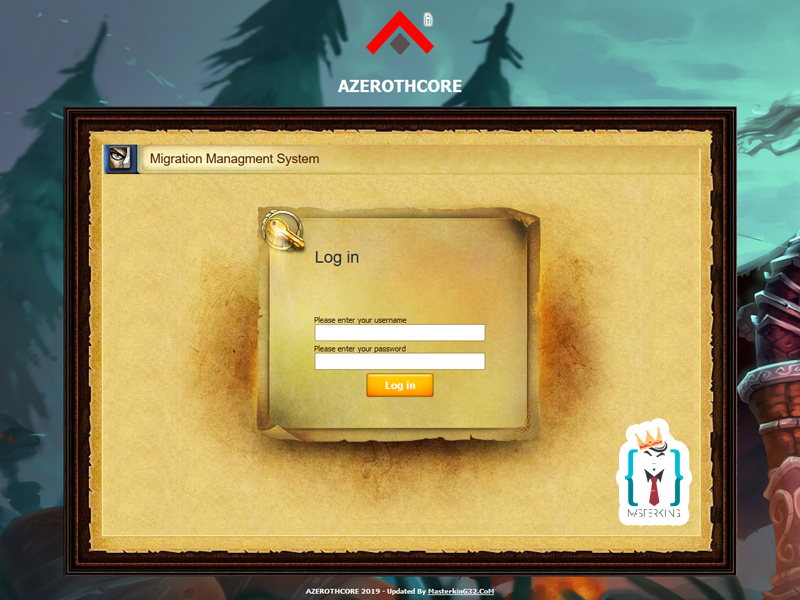 AZEROTHCORE
Migration Managment System
Log in
Please enter your username
Please enter your password
Log in
MASTERKING
AZEROTHCORE 2019 - Updated By MasterkinG32.CoM